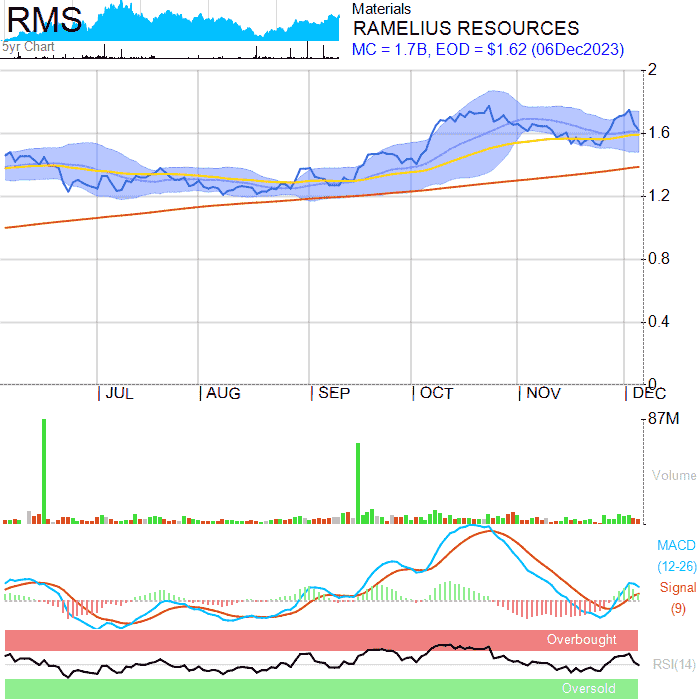 RMS
5yr Chart
Materials
RAMELIUS RESOURCES
MC = 1.7B, EOD = $1.62 (06Dec2023)
2
1.6
1.2
0.8
0.4
0
JUL AUG SEP OCT NOV DEC
87M
Volume
MACD
(12-26)
Signal
(9)
Overbought
RSI(14)
Oversold